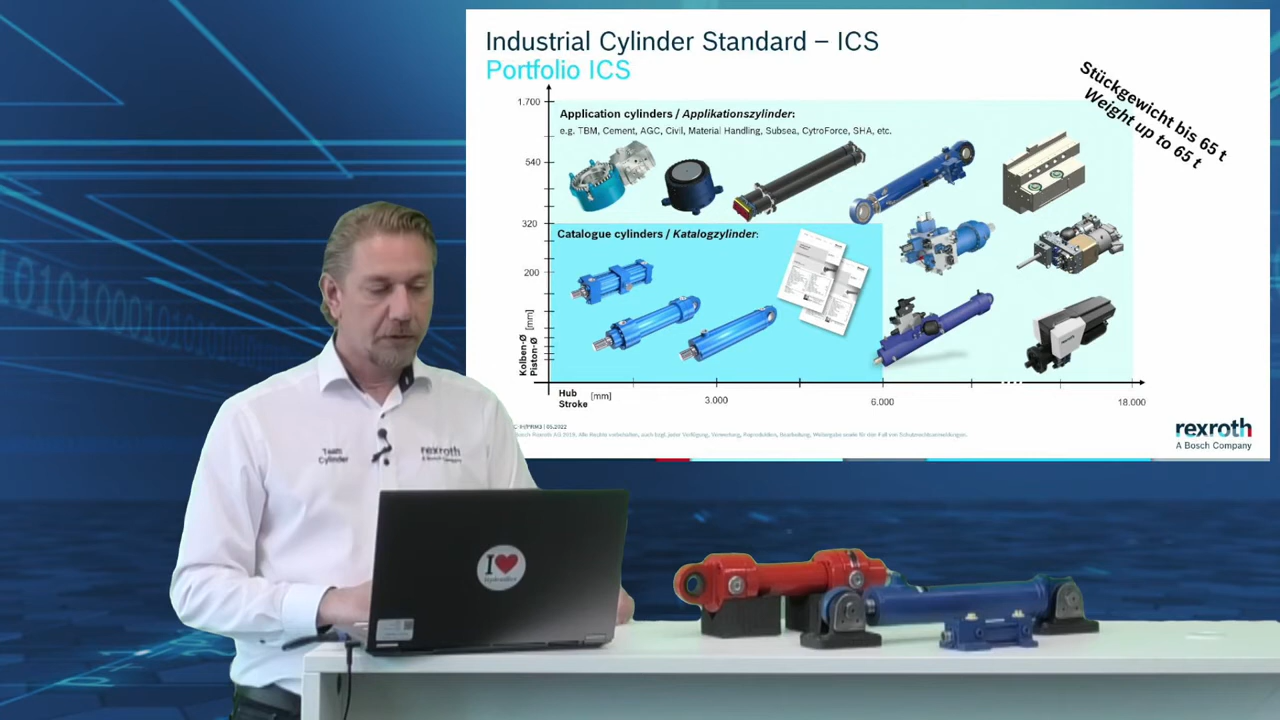 Industrial Cylinder Standard – ICS
Portfolio ICS
Stückgewicht bis 65 t
Weight up to 65 t
1.700
540
320
200
Kolben-Ø [mm]
Piston-Ø
Application cylinders / Applikationszylinder:
e.g. TBM, Cement, AGC, Civil, Material Handling, Subsea, CytroForce, SHA, etc.
Catalogue cylinders / Katalogzylinder:
Hub [mm]
Stroke
3.000
6.000
18.000
05.2022
rexroth
A Bosch Company
Team
Cylinder
rexroth
A Bosch Company
I ♥
Hydraulics